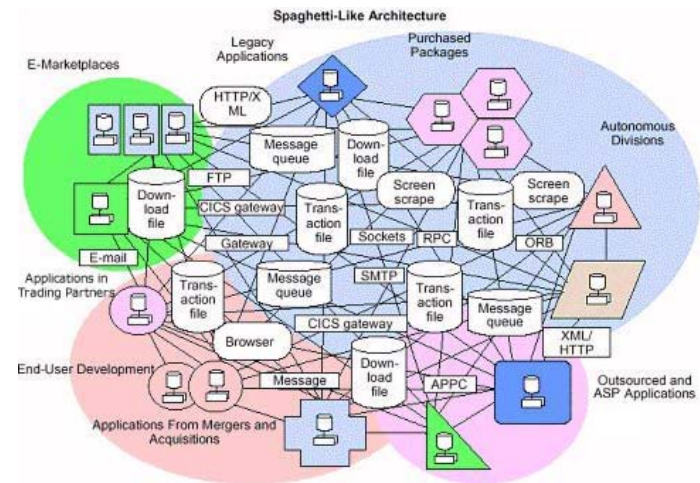 Spaghetti-Like Architecture
Legacy
Applications
Purchased
Packages
E-Marketplaces
HTTP/X
ML
Autonomous
Divisions
Message
queue
Down-
load
file
FTP
Screen
scrape
Screen
scrape
Down-
load
file
CICS gateway
Trans-
action
file
Trans-
action
file
Gateway
Sockets
RPC
ORB
E-mail
Applications in
Trading Partners
Trans-
action
file
Message
queue
SMTP
Trans-
action
file
Message
queue
CICS gateway
Browser
XML/
HTTP
End-User Development
Message
Down-
load
file
APPC
Outsourced and
ASP Applications
Applications From Mergers and
Acquisitions